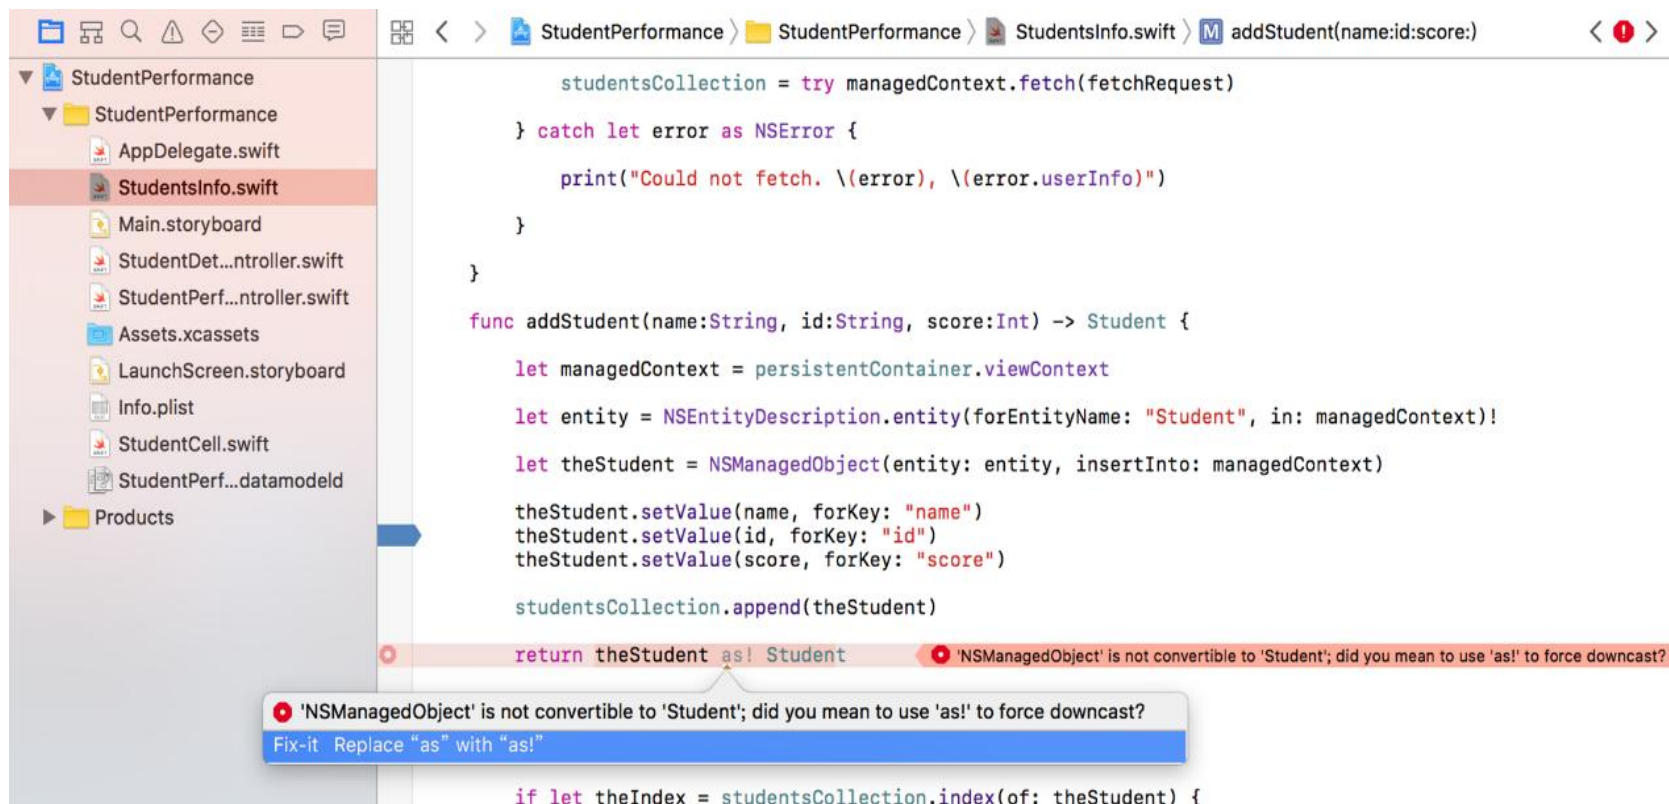 StudentPerformance StudentPerformance StudentsInfo.swift M addStudent(name:id:score:)
StudentPerformance
StudentPerformance
AppDelegate.swift
StudentsInfo.swift
Main.storyboard
StudentDet...ntroller.swift
StudentPerf...ntroller.swift
Assets.xcassets
LaunchScreen.storyboard
Info.plist
StudentCell.swift
StudentPerf...datamodeld
Products
studentsCollection = try managedContext.fetch(fetchRequest)
} catch let error as NSError {
print("Could not fetch. \(error), \(error.userInfo)")
}
}
func addStudent(name:String, id:String, score:Int) -> Student {
let managedContext = persistentContainer.viewContext
let entity = NSEntityDescription.entity(forEntityName: "Student", in: managedContext)!
let theStudent = NSManagedObject(entity: entity, insertInto: managedContext)
theStudent.setValue(name, forKey: "name")
theStudent.setValue(id, forKey: "id")
theStudent.setValue(score, forKey: "score")
studentsCollection.append(theStudent)
return theStudent as! Student 'NSManagedObject' is not convertible to 'Student'; did you mean to use 'as!' to force downcast?
'NSManagedObject' is not convertible to 'Student'; did you mean to use 'as!' to force downcast?
Fix-it Replace “as” with “as!”
if let theIndex = studentsCollection.index(of: theStudent) {